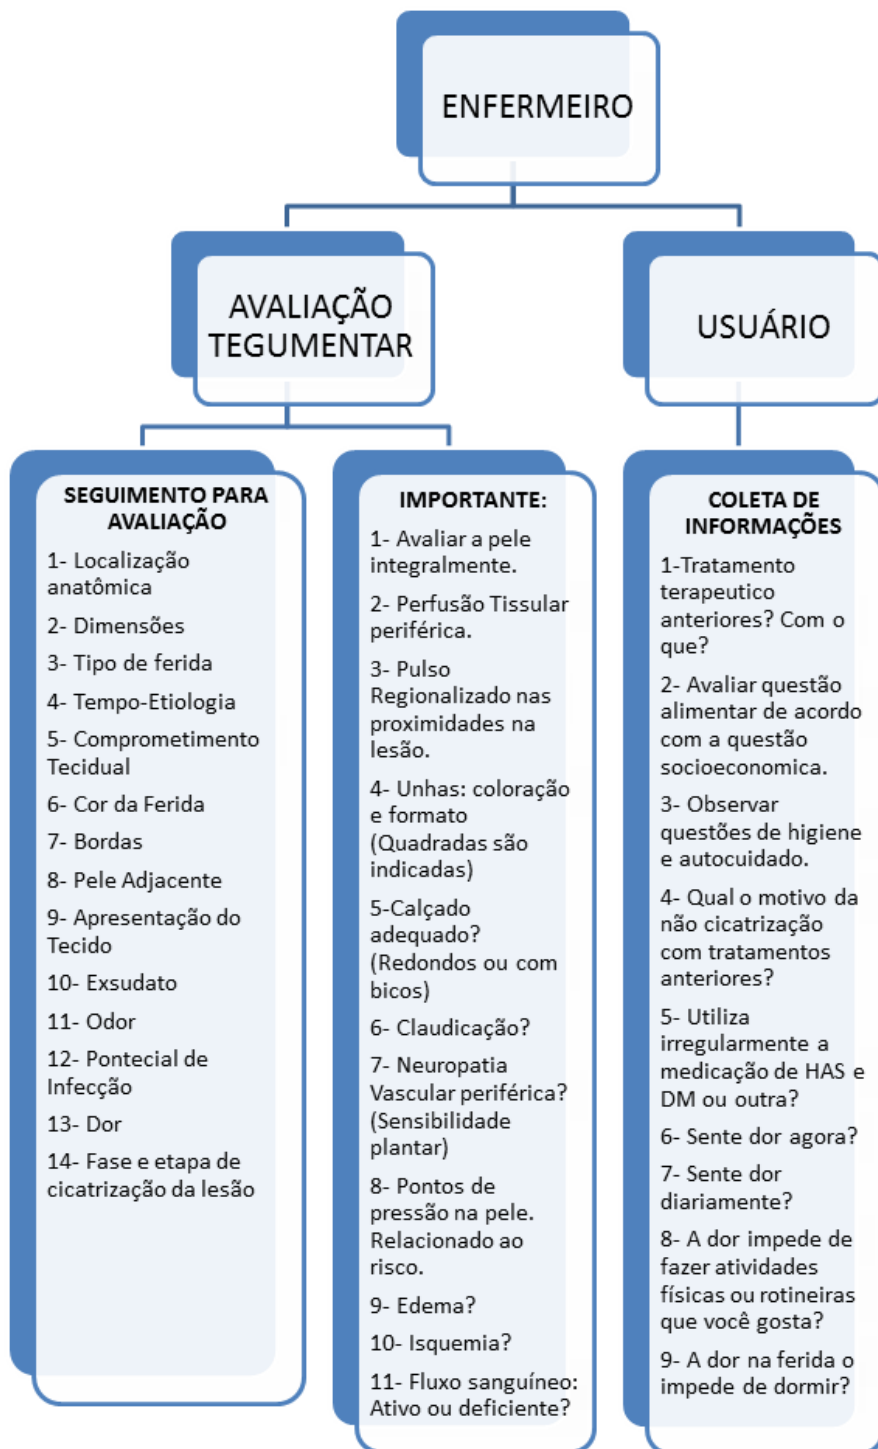 ENFERMEIRO
AVALIAÇÃO
TEGUMENTAR
USUÁRIO
SEGUIMENTO PARA
AVALIAÇÃO
1- Localização
anatômica
2- Dimensões
3- Tipo de ferida
4- Tempo-Etiologia
5- Comprometimento
Tecidual
6- Cor da Ferida
7- Bordas
8- Pele Adjacente
9- Apresentação do
Tecido
10- Exsudato
11- Odor
12- Pontecial de
Infecção
13- Dor
14- Fase e etapa de
cicatrização da lesão
IMPORTANTE:
1- Avaliar a pele
integralmente.
2- Perfusão Tissular
periférica.
3- Pulso
Regionalizado nas
proximidades na
lesão.
4- Unhas: coloração
e formato
(Quadradas são
indicadas)
5-Calçado
adequado?
(Redondos ou com
bicos)
6- Claudicação?
7- Neuropatia
Vascular periférica?
(Sensibilidade
plantar)
8- Pontos de
pressão na pele.
Relacionado ao
risco.
9- Edema?
10- Isquemia?
11- Fluxo sanguíneo:
Ativo ou deficiente?
COLETA DE
INFORMAÇÕES
1-Tratamento
terapeutico
anteriores? Com o
que?
2- Avaliar questão
alimentar de acordo
com a questão
socioeconomica.
3- Observar
questões de higiene
e autocuidado.
4- Qual o motivo da
não cicatrização
com tratamentos
anteriores?
5- Utiliza
irregularmente a
medicação de HAS e
DM ou outra?
6- Sente dor agora?
7- Sente dor
diariamente?
8- A dor impede de
fazer atividades
físicas ou rotineiras
que você gosta?
9- A dor na ferida o
impede de dormir?